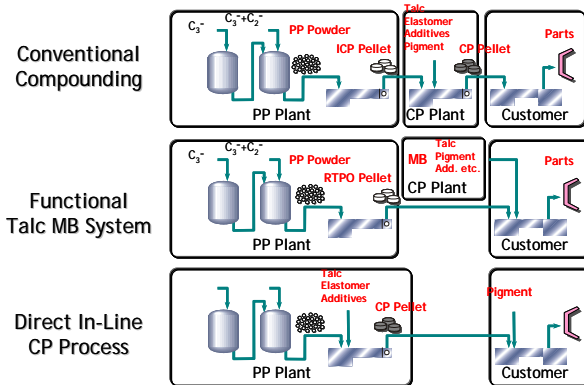 Conventional
Compounding
C₃⁻
C₃⁻+C₂⁻
PP Powder
ICP Pellet
PP Plant
Talc
Elastomer
Additives
Pigment
CP Pellet
CP Plant
Parts
Customer
Functional
Talc MB System
C₃⁻
C₃⁻+C₂⁻
PP Powder
RTPO Pellet
PP Plant
MB
Talc
Pigment
Add. etc.
CP Plant
Parts
Customer
Direct In-Line
CP Process
Talc
Elastomer
Additives
CP Pellet
PP Plant
Pigment
Customer